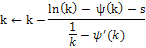 k ← k − (ln(k) − ψ(k) − s) / (1/k − ψ′(k))